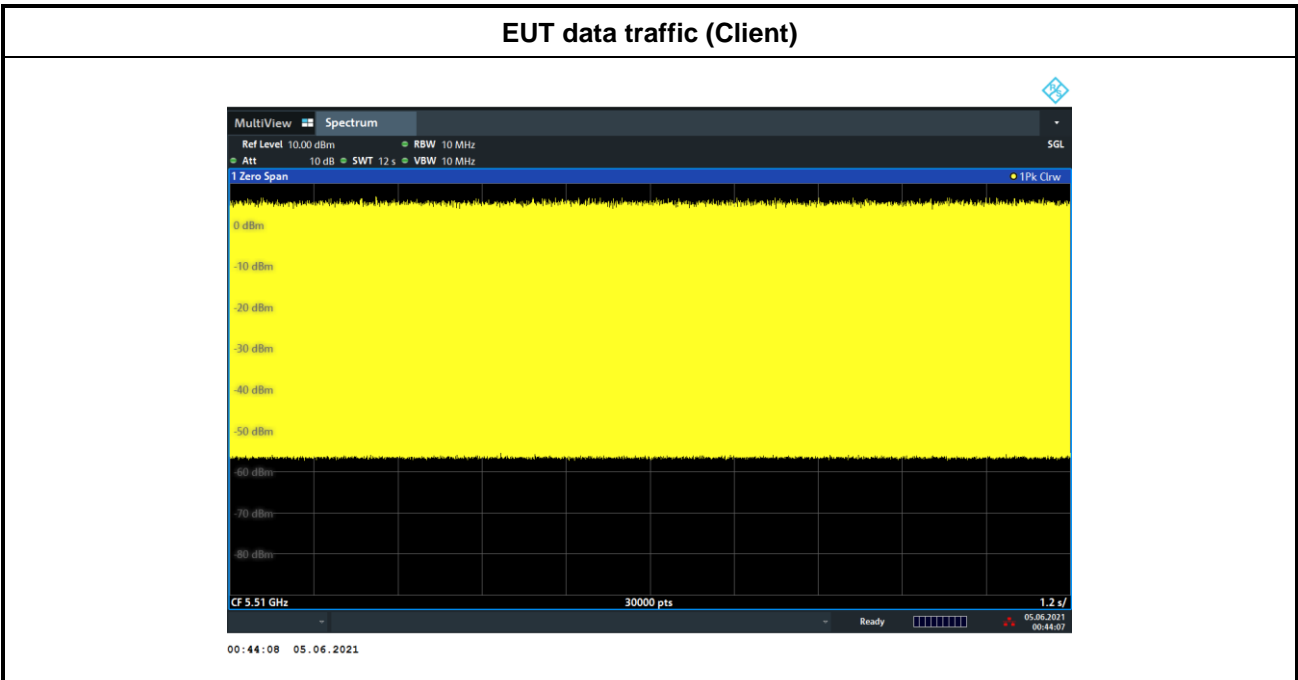 EUT data traffic (Client)
R S
MultiView Spectrum
Ref Level 10.00 dBm RBW 10 MHz SGL
Att 10 dB SWT 12 s VBW 10 MHz
1 Zero Span 1Pk Clrw
0 dBm
-10 dBm
-20 dBm
-30 dBm
-40 dBm
-50 dBm
-60 dBm
-70 dBm
-80 dBm
CF 5.51 GHz 30000 pts 1.2 s/
Ready 05.06.2021
00:44:07
00:44:08 05.06.2021